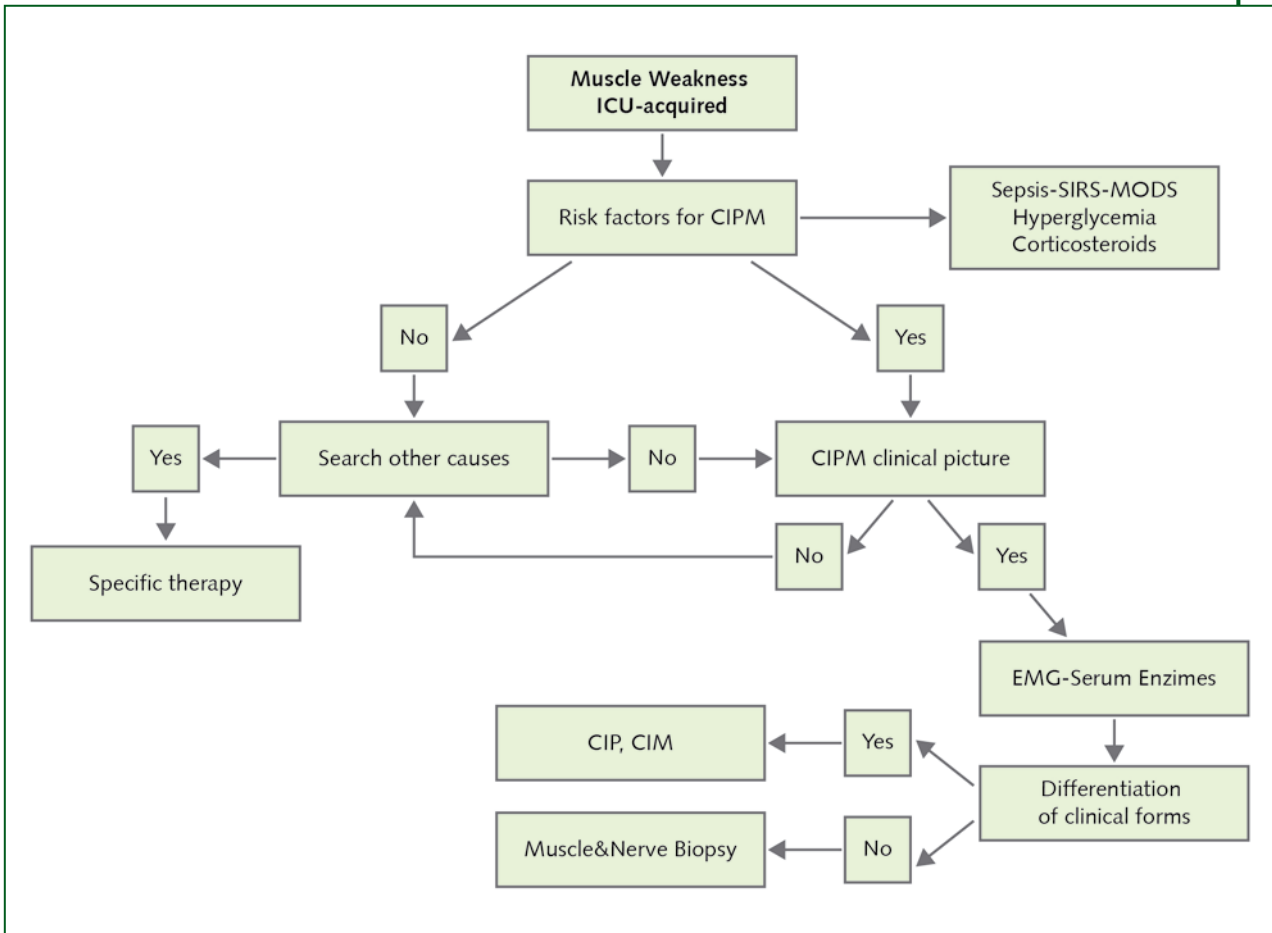 Muscle Weakness
ICU-acquired
Risk factors for CIPM
Sepsis-SIRS-MODS
Hyperglycemia
Corticosteroids
No
Yes
Yes
Search other causes
No
CIPM clinical picture
No
Yes
Specific therapy
EMG-Serum Enzimes
CIP, CIM
Yes
Differentiation
of clinical forms
Muscle&Nerve Biopsy
No